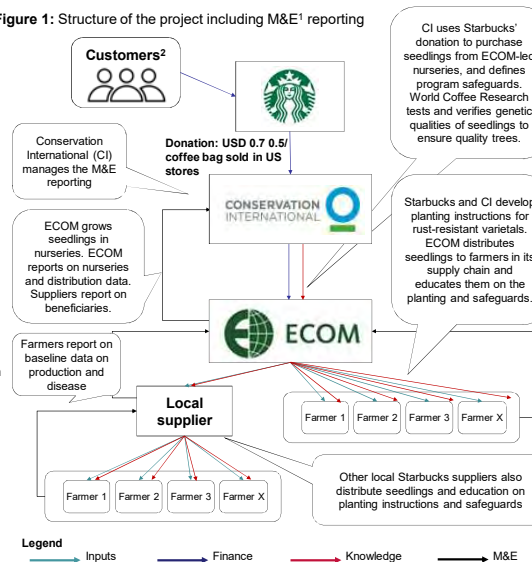 Figure 1: Structure of the project including M&E¹ reporting
Customers²
CI uses Starbucks'
donation to purchase
seedlings from ECOM-led
nurseries, and defines
program safeguards.
World Coffee Research
tests and verifies genetic
qualities of seedlings to
ensure quality trees.
Donation: USD 0.7 0.5/
coffee bag sold in US
stores
Conservation
International (CI)
manages the M&E
reporting
CONSERVATION
INTERNATIONAL
Starbucks and CI develop
planting instructions for
rust-resistant varietals.
ECOM distributes
seedlings to farmers in its
supply chain and
educates them on the
planting and safeguards.
ECOM grows
seedlings in
nurseries. ECOM
reports on nurseries
and distribution data.
Suppliers report on
beneficiaries.
ECOM
Farmers report on
baseline data on
production and
disease
Local
supplier
Farmer 1
Farmer 2
Farmer 3
Farmer X
Farmer 1
Farmer 2
Farmer 3
Farmer X
Other local Starbucks suppliers also
distribute seedlings and education on
planting instructions and safeguards
Legend
Inputs
Finance
Knowledge
M&E